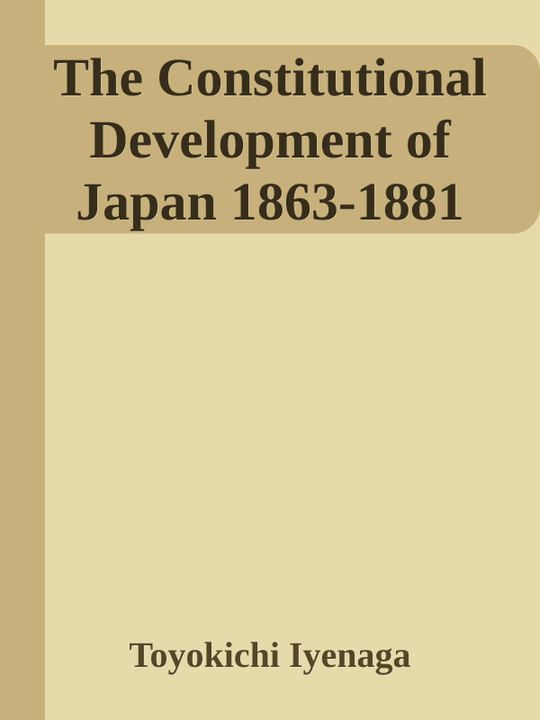 The Constitutional
Development of
Japan 1863-1881
Toyokichi Iyenaga